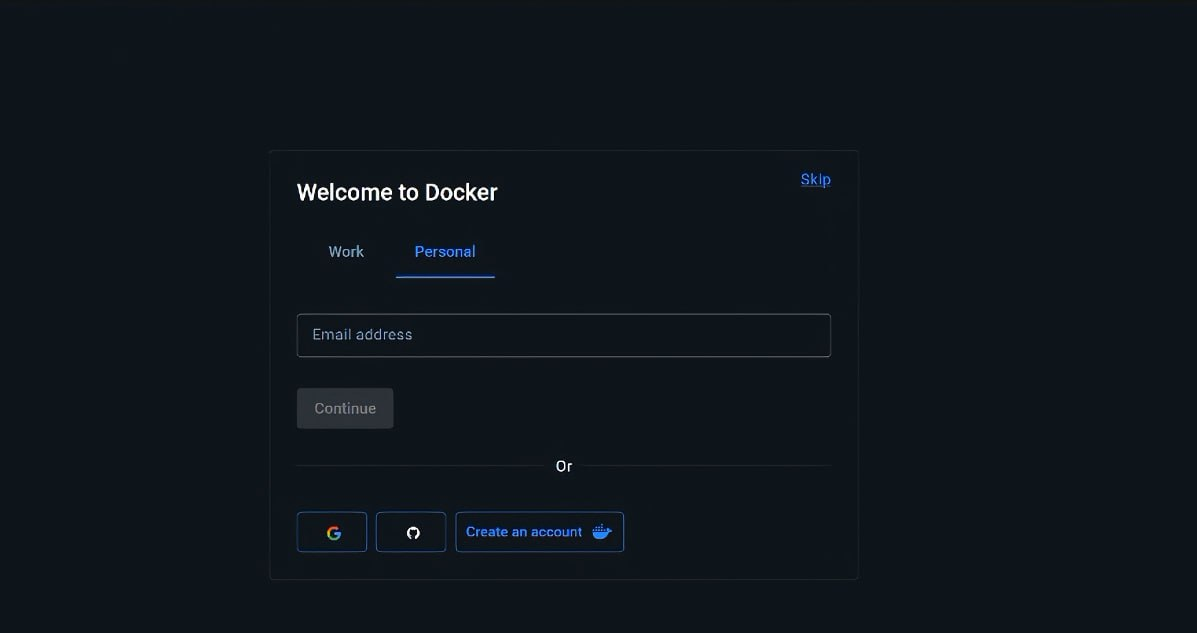 Welcome to Docker
Skip
Work
Personal
Email address
Continue
Or
Create an account